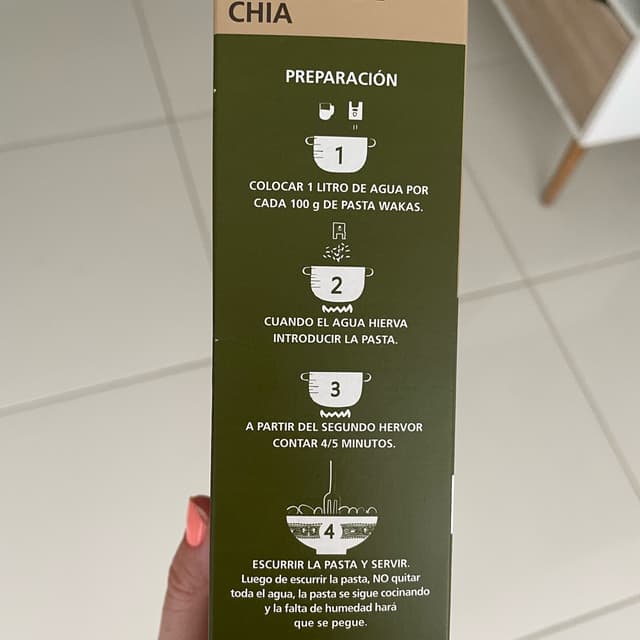 CHIA
PREPARACIÓN
1
COLOCAR 1 LITRO DE AGUA POR
CADA 100 g DE PASTA WAKAS.
2
CUANDO EL AGUA HIERVA
INTRODUCIR LA PASTA.
3
A PARTIR DEL SEGUNDO HERVOR
CONTAR 4/5 MINUTOS.
4
ESCURRIR LA PASTA Y SERVIR.
Luego de escurrir la pasta, NO quitar
toda el agua, la pasta se sigue cocinando
y la falta de humedad hará
que se pegue.